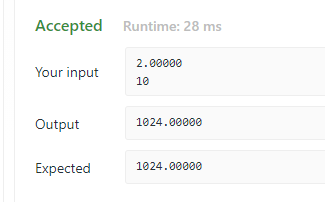 Accepted Runtime: 28 ms
Your input
2.00000
10
Output
1024.00000
Expected
1024.00000